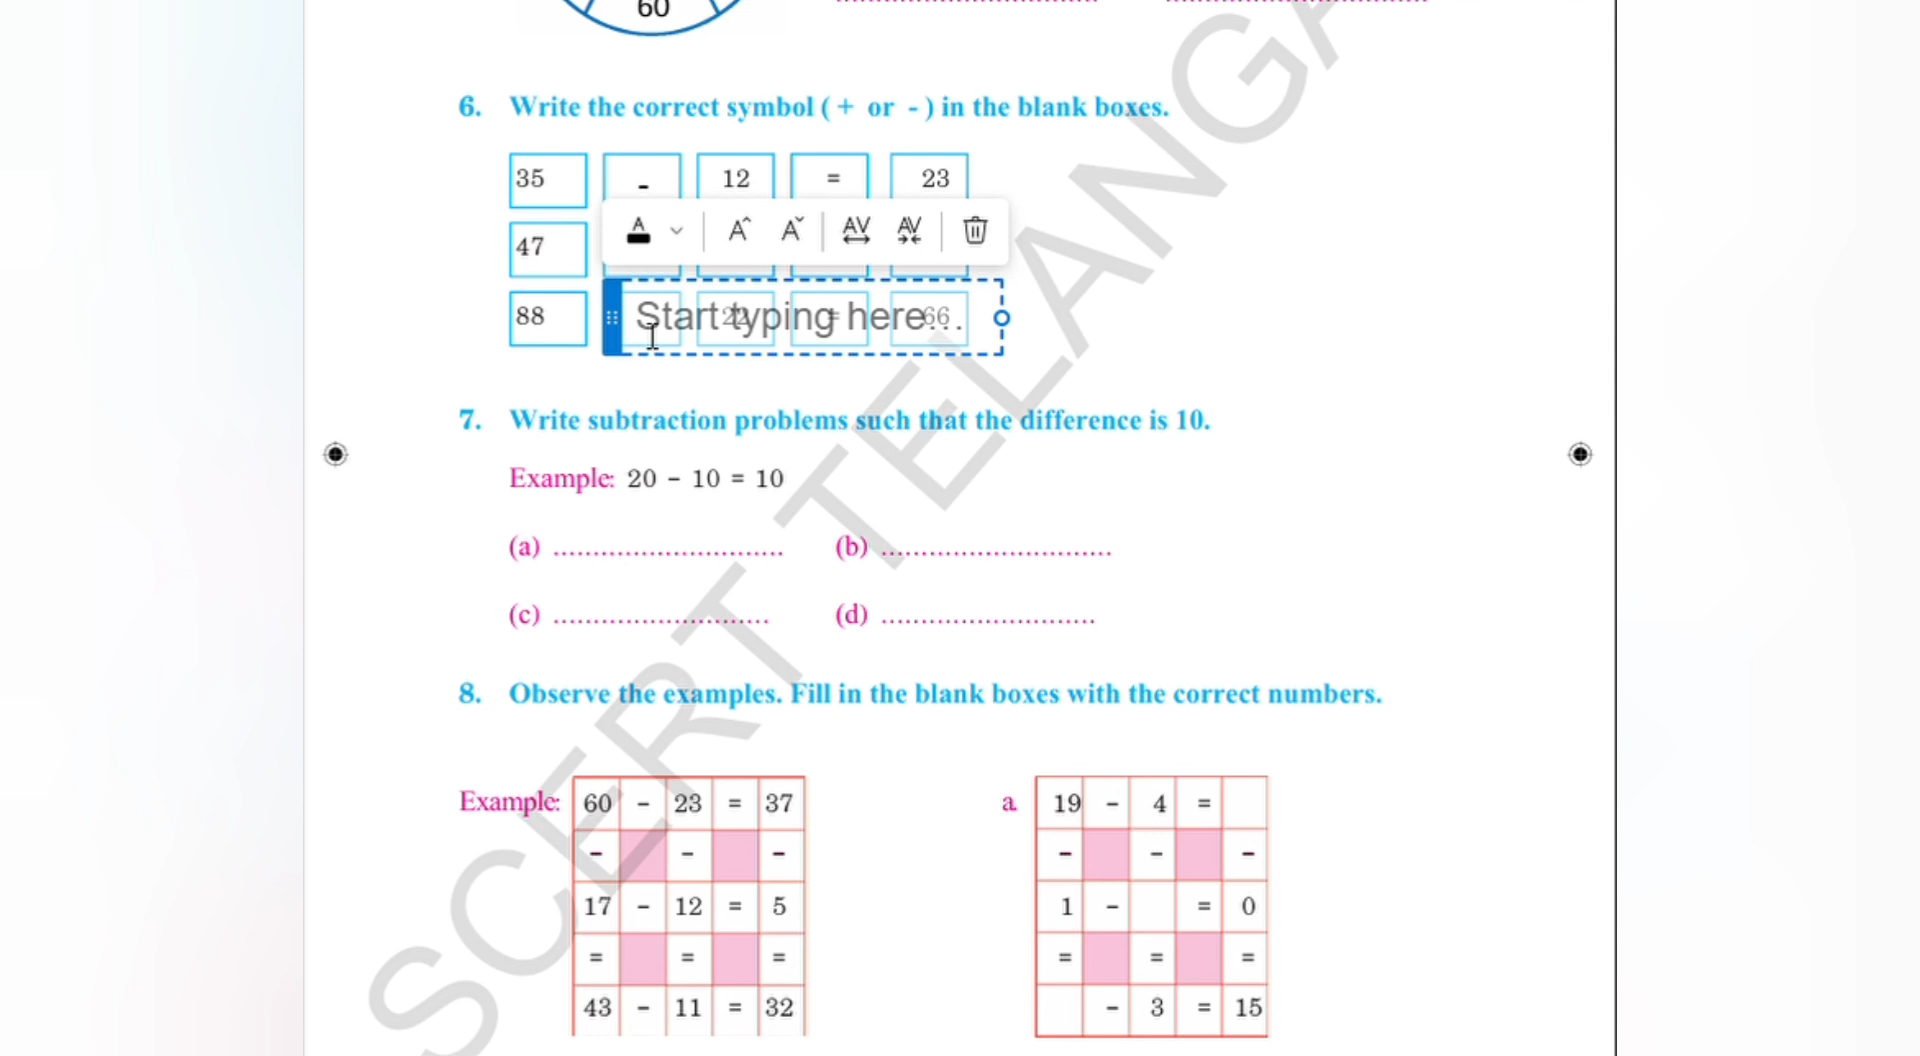 60
6. Write the correct symbol ( + or - ) in the blank boxes.
35 - 12 = 23
47
88 22 = 66
Start typing here...
7. Write subtraction problems such that the difference is 10.
Example: 20 - 10 = 10
(a) ............................. (b) .............................
(c) ........................... (d) ...........................
8. Observe the examples. Fill in the blank boxes with the correct numbers.
Example: 60 - 23 = 37
- - -
17 - 12 = 5
= = =
43 - 11 = 32
a 19 - 4 =
- - -
1 - = 0
= = =
- 3 = 15
SCERT TELANGA